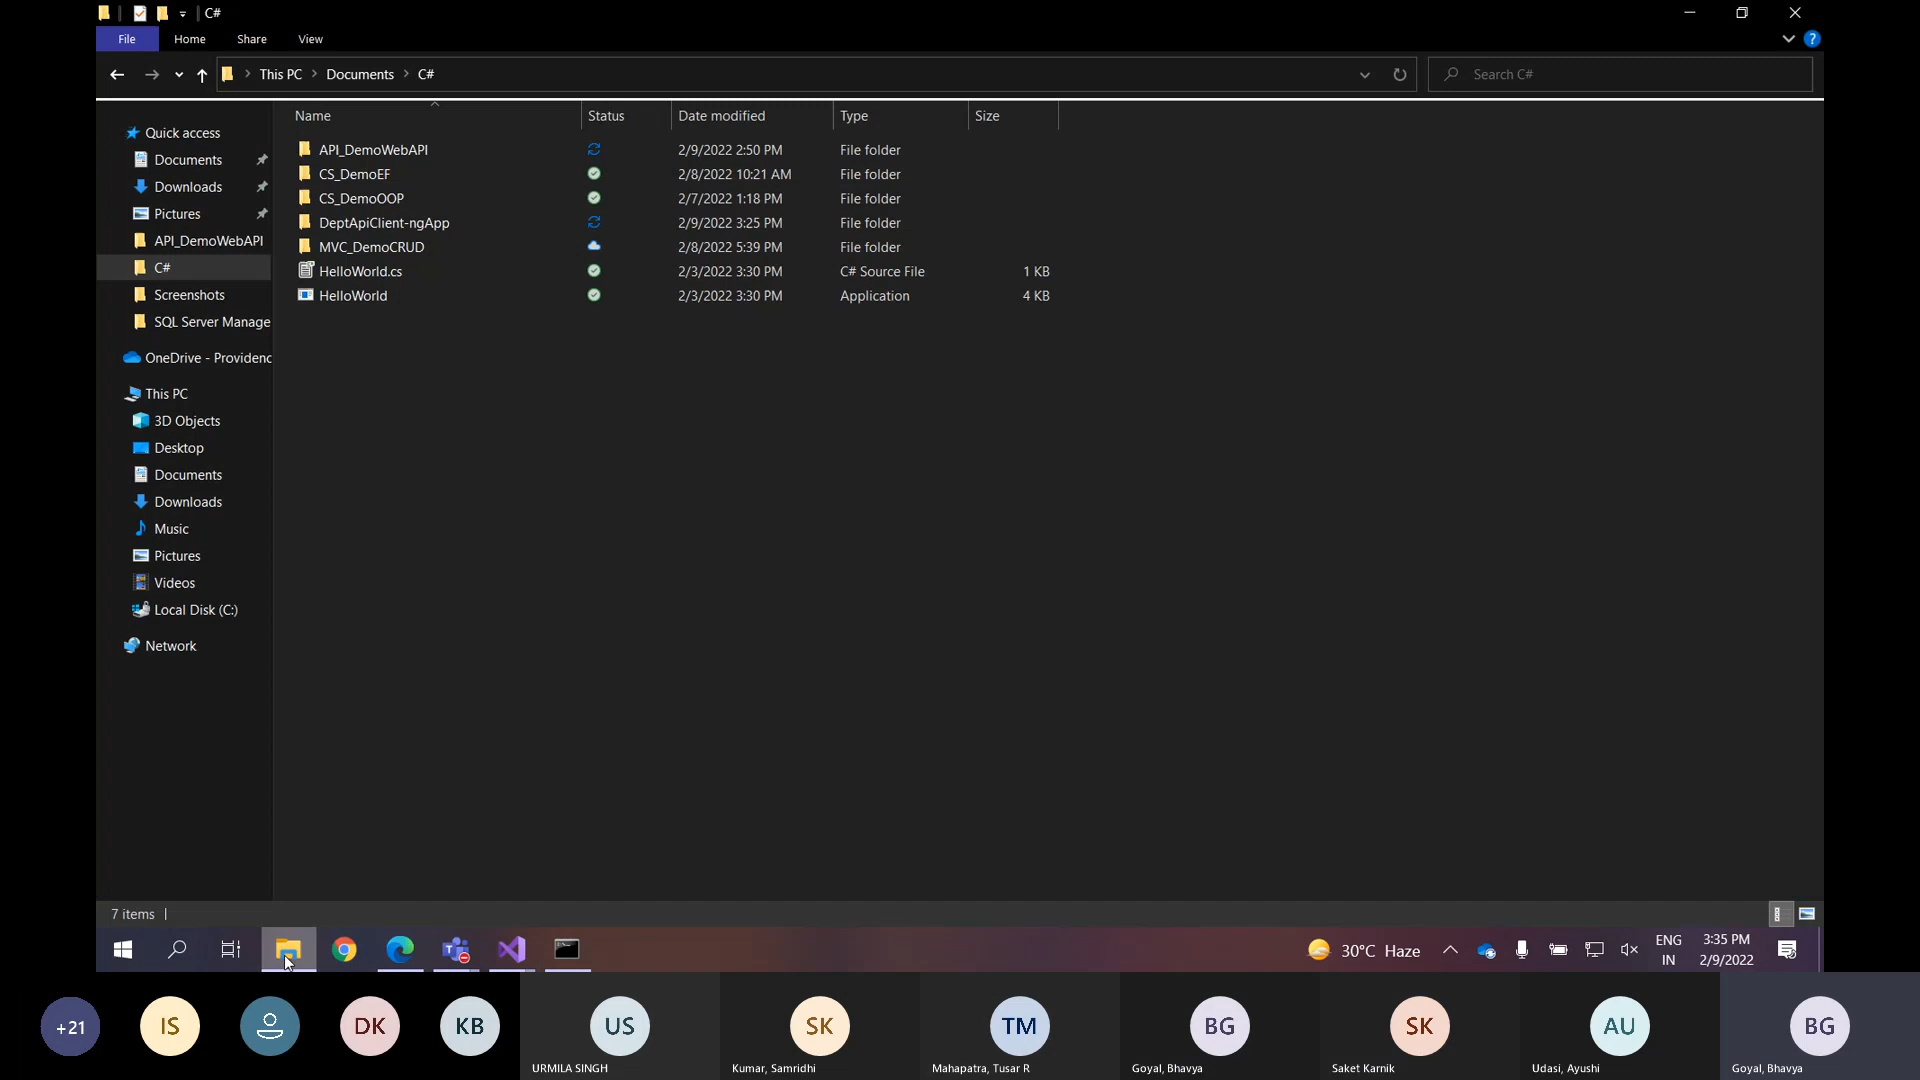 C#
File Home Share View
?
This PC Documents C#
Search C#
Name Status Date modified Type Size
Quick access
Documents
Downloads
Pictures
API_DemoWebAPI
C#
Screenshots
SQL Server Manage
OneDrive - Providenc
This PC
3D Objects
Desktop
Documents
Downloads
Music
Pictures
Videos
Local Disk (C:)
Network
API_DemoWebAPI 2/9/2022 2:50 PM File folder
CS_DemoEF 2/8/2022 10:21 AM File folder
CS_DemoOOP 2/7/2022 1:18 PM File folder
DeptApiClient-ngApp 2/9/2022 3:25 PM File folder
MVC_DemoCRUD 2/8/2022 5:39 PM File folder
HelloWorld.cs 2/3/2022 3:30 PM C# Source File 1 KB
HelloWorld 2/3/2022 3:30 PM Application 4 KB
7 items
30°C Haze
ENG
IN
3:35 PM
2/9/2022
+21 IS DK KB US SK TM BG SK AU BG
URMILA SINGH Kumar, Samridhi Mahapatra, Tusar R Goyal, Bhavya Saket Karnik Udasi, Ayushi Goyal, Bhavya